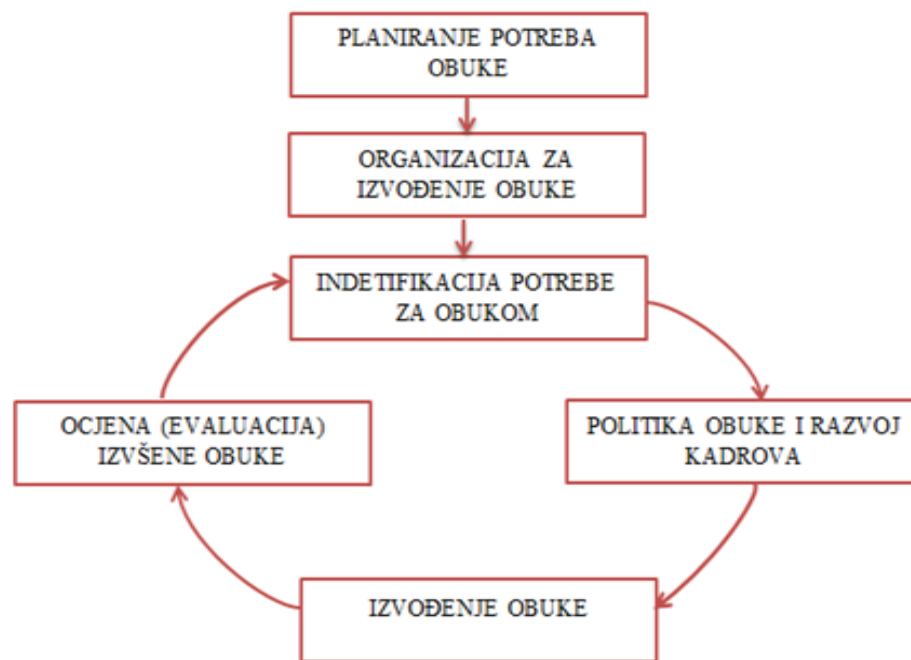 PLANIRANJE POTREBA
OBUKE
ORGANIZACIJA ZA
IZVOĐENJE OBUKE
INDETIFIKACIJA POTREBE
ZA OBUKOM
OCJENA (EVALUACIJA)
IZVŠENE OBUKE
POLITIKA OBUKE I RAZVOJ
KADROVA
IZVOĐENJE OBUKE